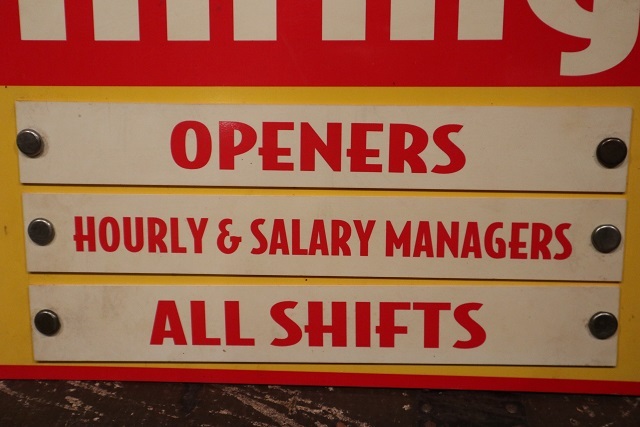 OPENERS
HOURLY & SALARY MANAGERS
ALL SHIFTS